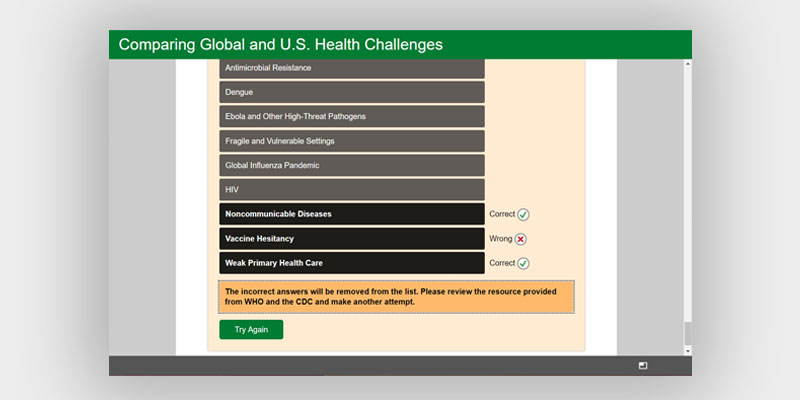 Comparing Global and U.S. Health Challenges
Antimicrobial Resistance
Dengue
Ebola and Other High-Threat Pathogens
Fragile and Vulnerable Settings
Global Influenza Pandemic
HIV
Noncommunicable Diseases Correct
Vaccine Hesitancy Wrong
Weak Primary Health Care Correct
The incorrect answers will be removed from the list. Please review the resource provided
from WHO and the CDC and make another attempt.
Try Again